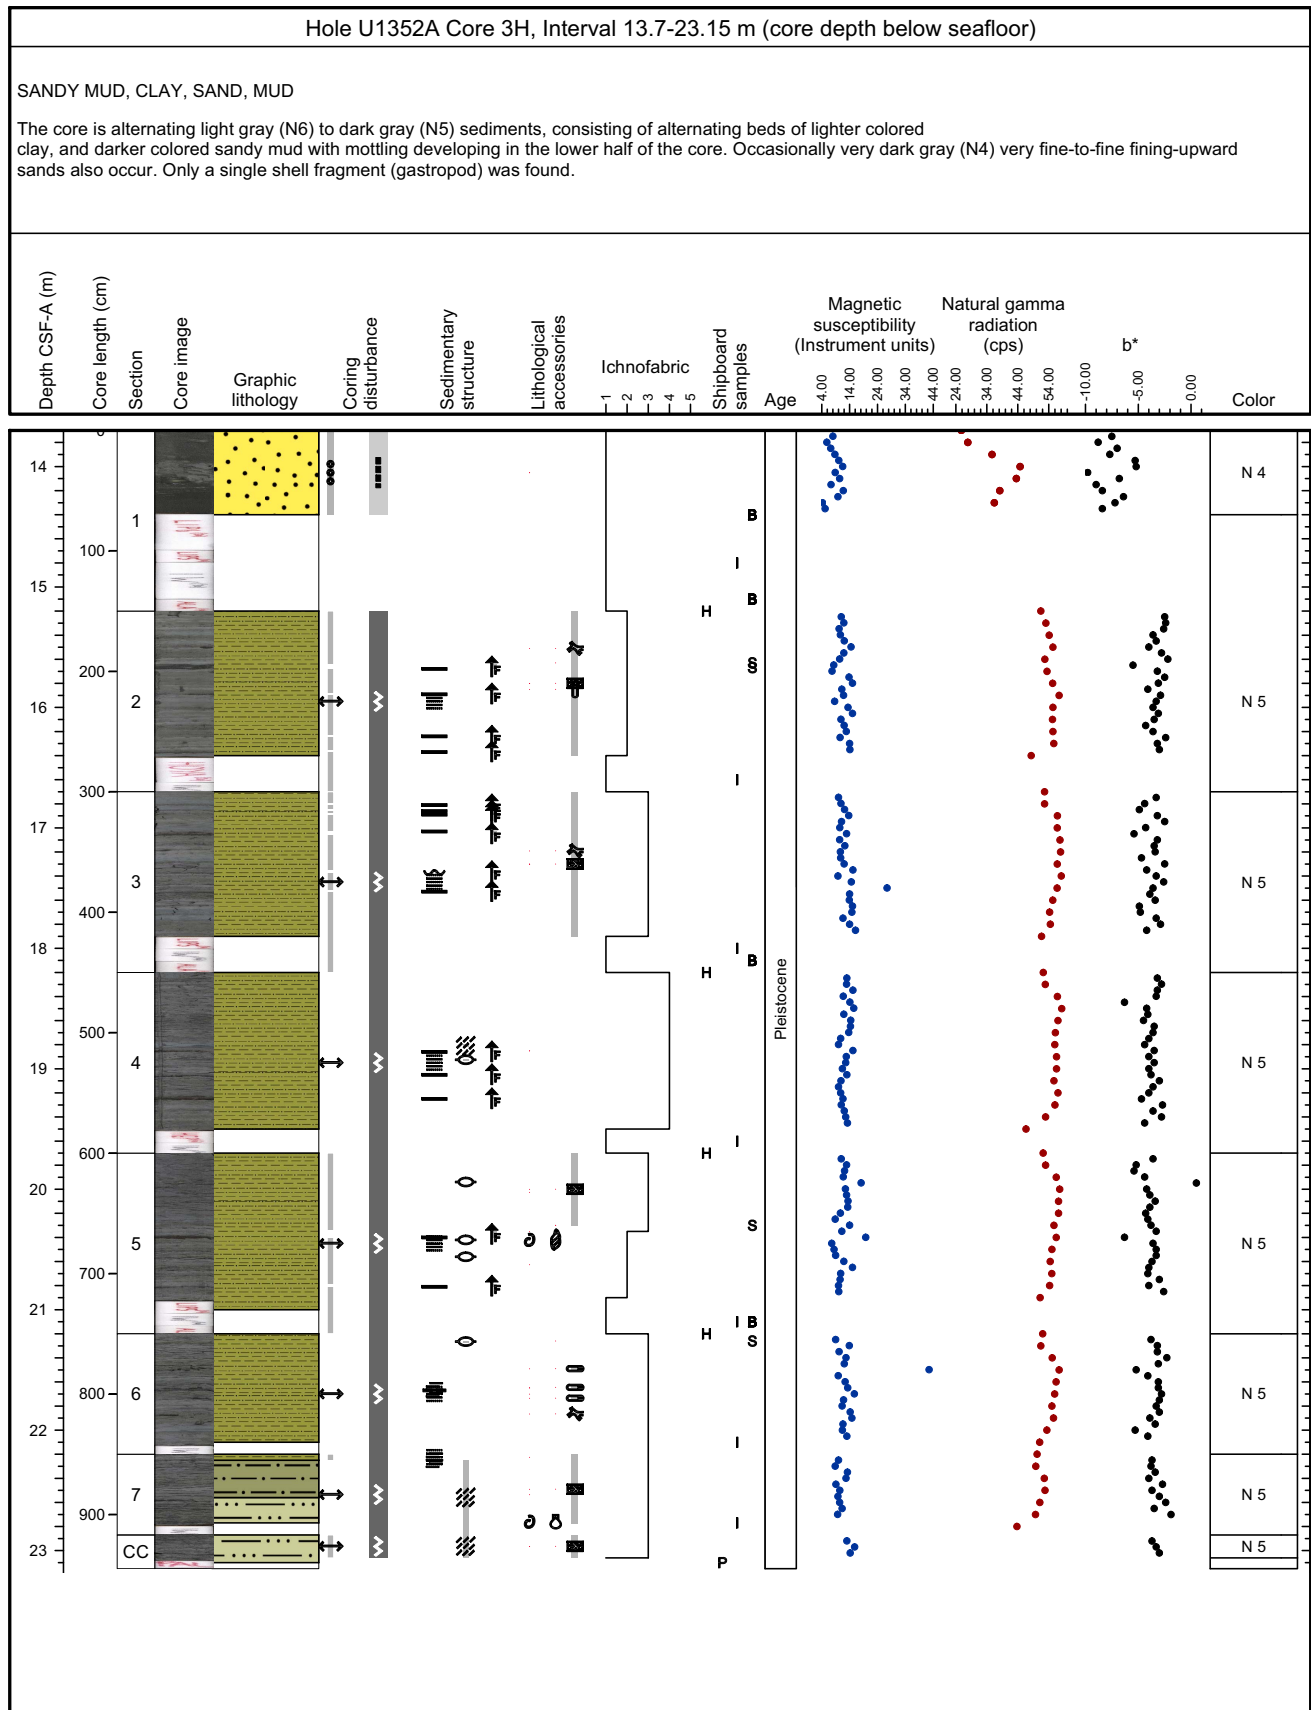 Hole U1352A Core 3H, Interval 13.7-23.15 m (core depth below seafloor)
SANDY MUD, CLAY, SAND, MUD
The core is alternating light gray (N6) to dark gray (N5) sediments, consisting of alternating beds of lighter colored
clay, and darker colored sandy mud with mottling developing in the lower half of the core. Occasionally very dark gray (N4) very fine-to-fine fining-upward
sands also occur. Only a single shell fragment (gastropod) was found.
Depth CSF-A (m)
Core length (cm)
Section
Core image
Graphic
lithology
Coring
disturbance
Sedimentary
structure
Lithological
accessories
Ichnofabric
1 2 3 4 5
Shipboard
samples
Age
Magnetic
susceptibility
(Instrument units)
4.00 14.00 24.00 34.00 44.00
Natural gamma
radiation
(cps)
24.00 34.00 44.00 54.00
b*
-10.00 -5.00 0.00
Color
0
14
N 4
1
B
100
I
15
B
H
S
200
S
16
2
N 5
I
300
17
3
N 5
400
18
I
B
H
Pleistocene
500
19
4
N 5
I
600
H
20
S
5
N 5
700
21
I
B
H
S
800
6
N 5
22
I
7
N 5
900
I
23
CC
N 5
P